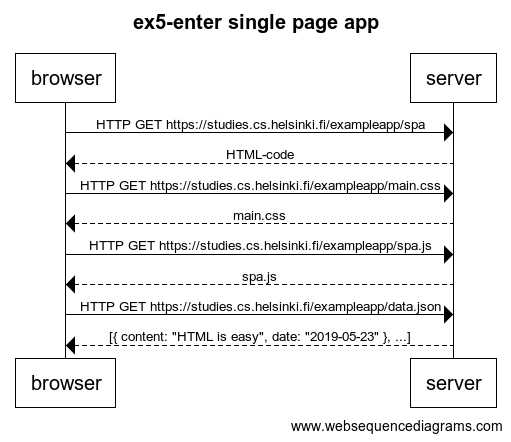 ex5-enter single page app
browser
server
HTTP GET https://studies.cs.helsinki.fi/exampleapp/spa
HTML-code
HTTP GET https://studies.cs.helsinki.fi/exampleapp/main.css
main.css
HTTP GET https://studies.cs.helsinki.fi/exampleapp/spa.js
spa.js
HTTP GET https://studies.cs.helsinki.fi/exampleapp/data.json
[{ content: "HTML is easy", date: "2019-05-23" }, ...]
browser
server
www.websequencediagrams.com